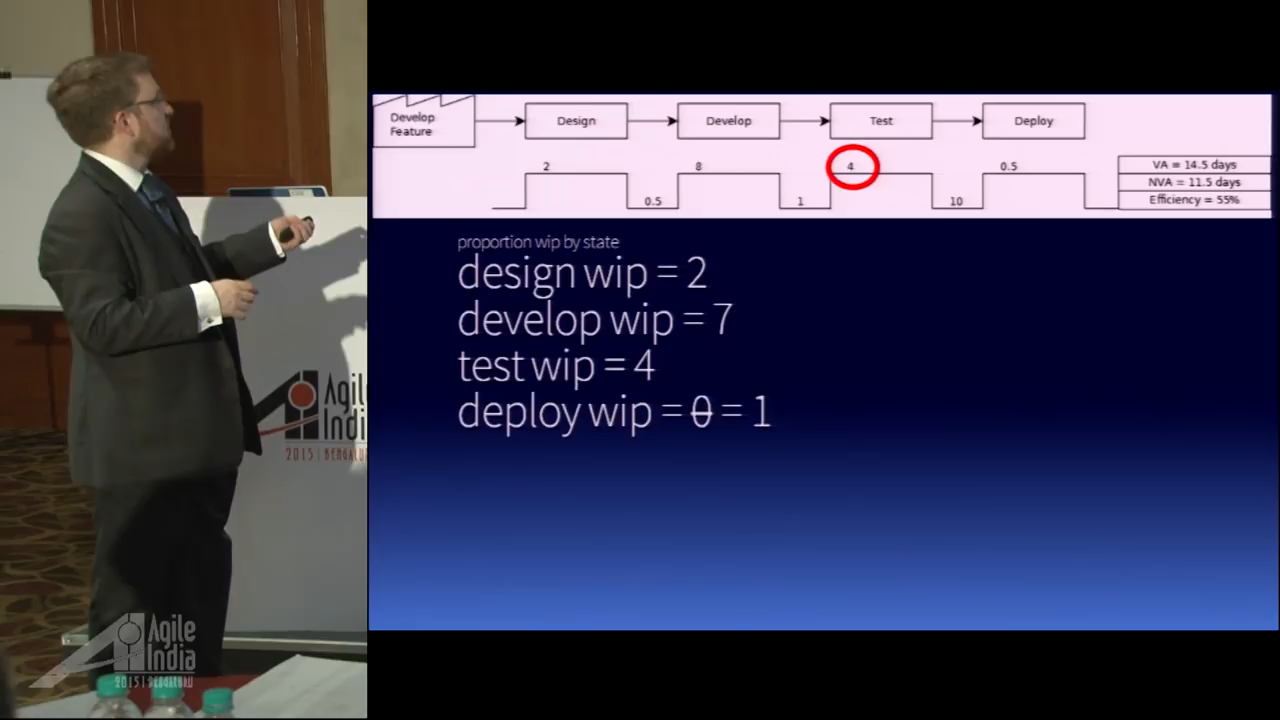 Develop
Feature
Design
Develop
Test
Deploy
2
8
4
0.5
0.5
1
10
VA = 14.5 days
NVA = 11.5 days
Efficiency = 55%
proportion wip by state
design wip = 2
develop wip = 7
test wip = 4
deploy wip = 0 = 1
Agile
Indi
2015 | BENGALU
Agile
India
2015 | BENGALURU